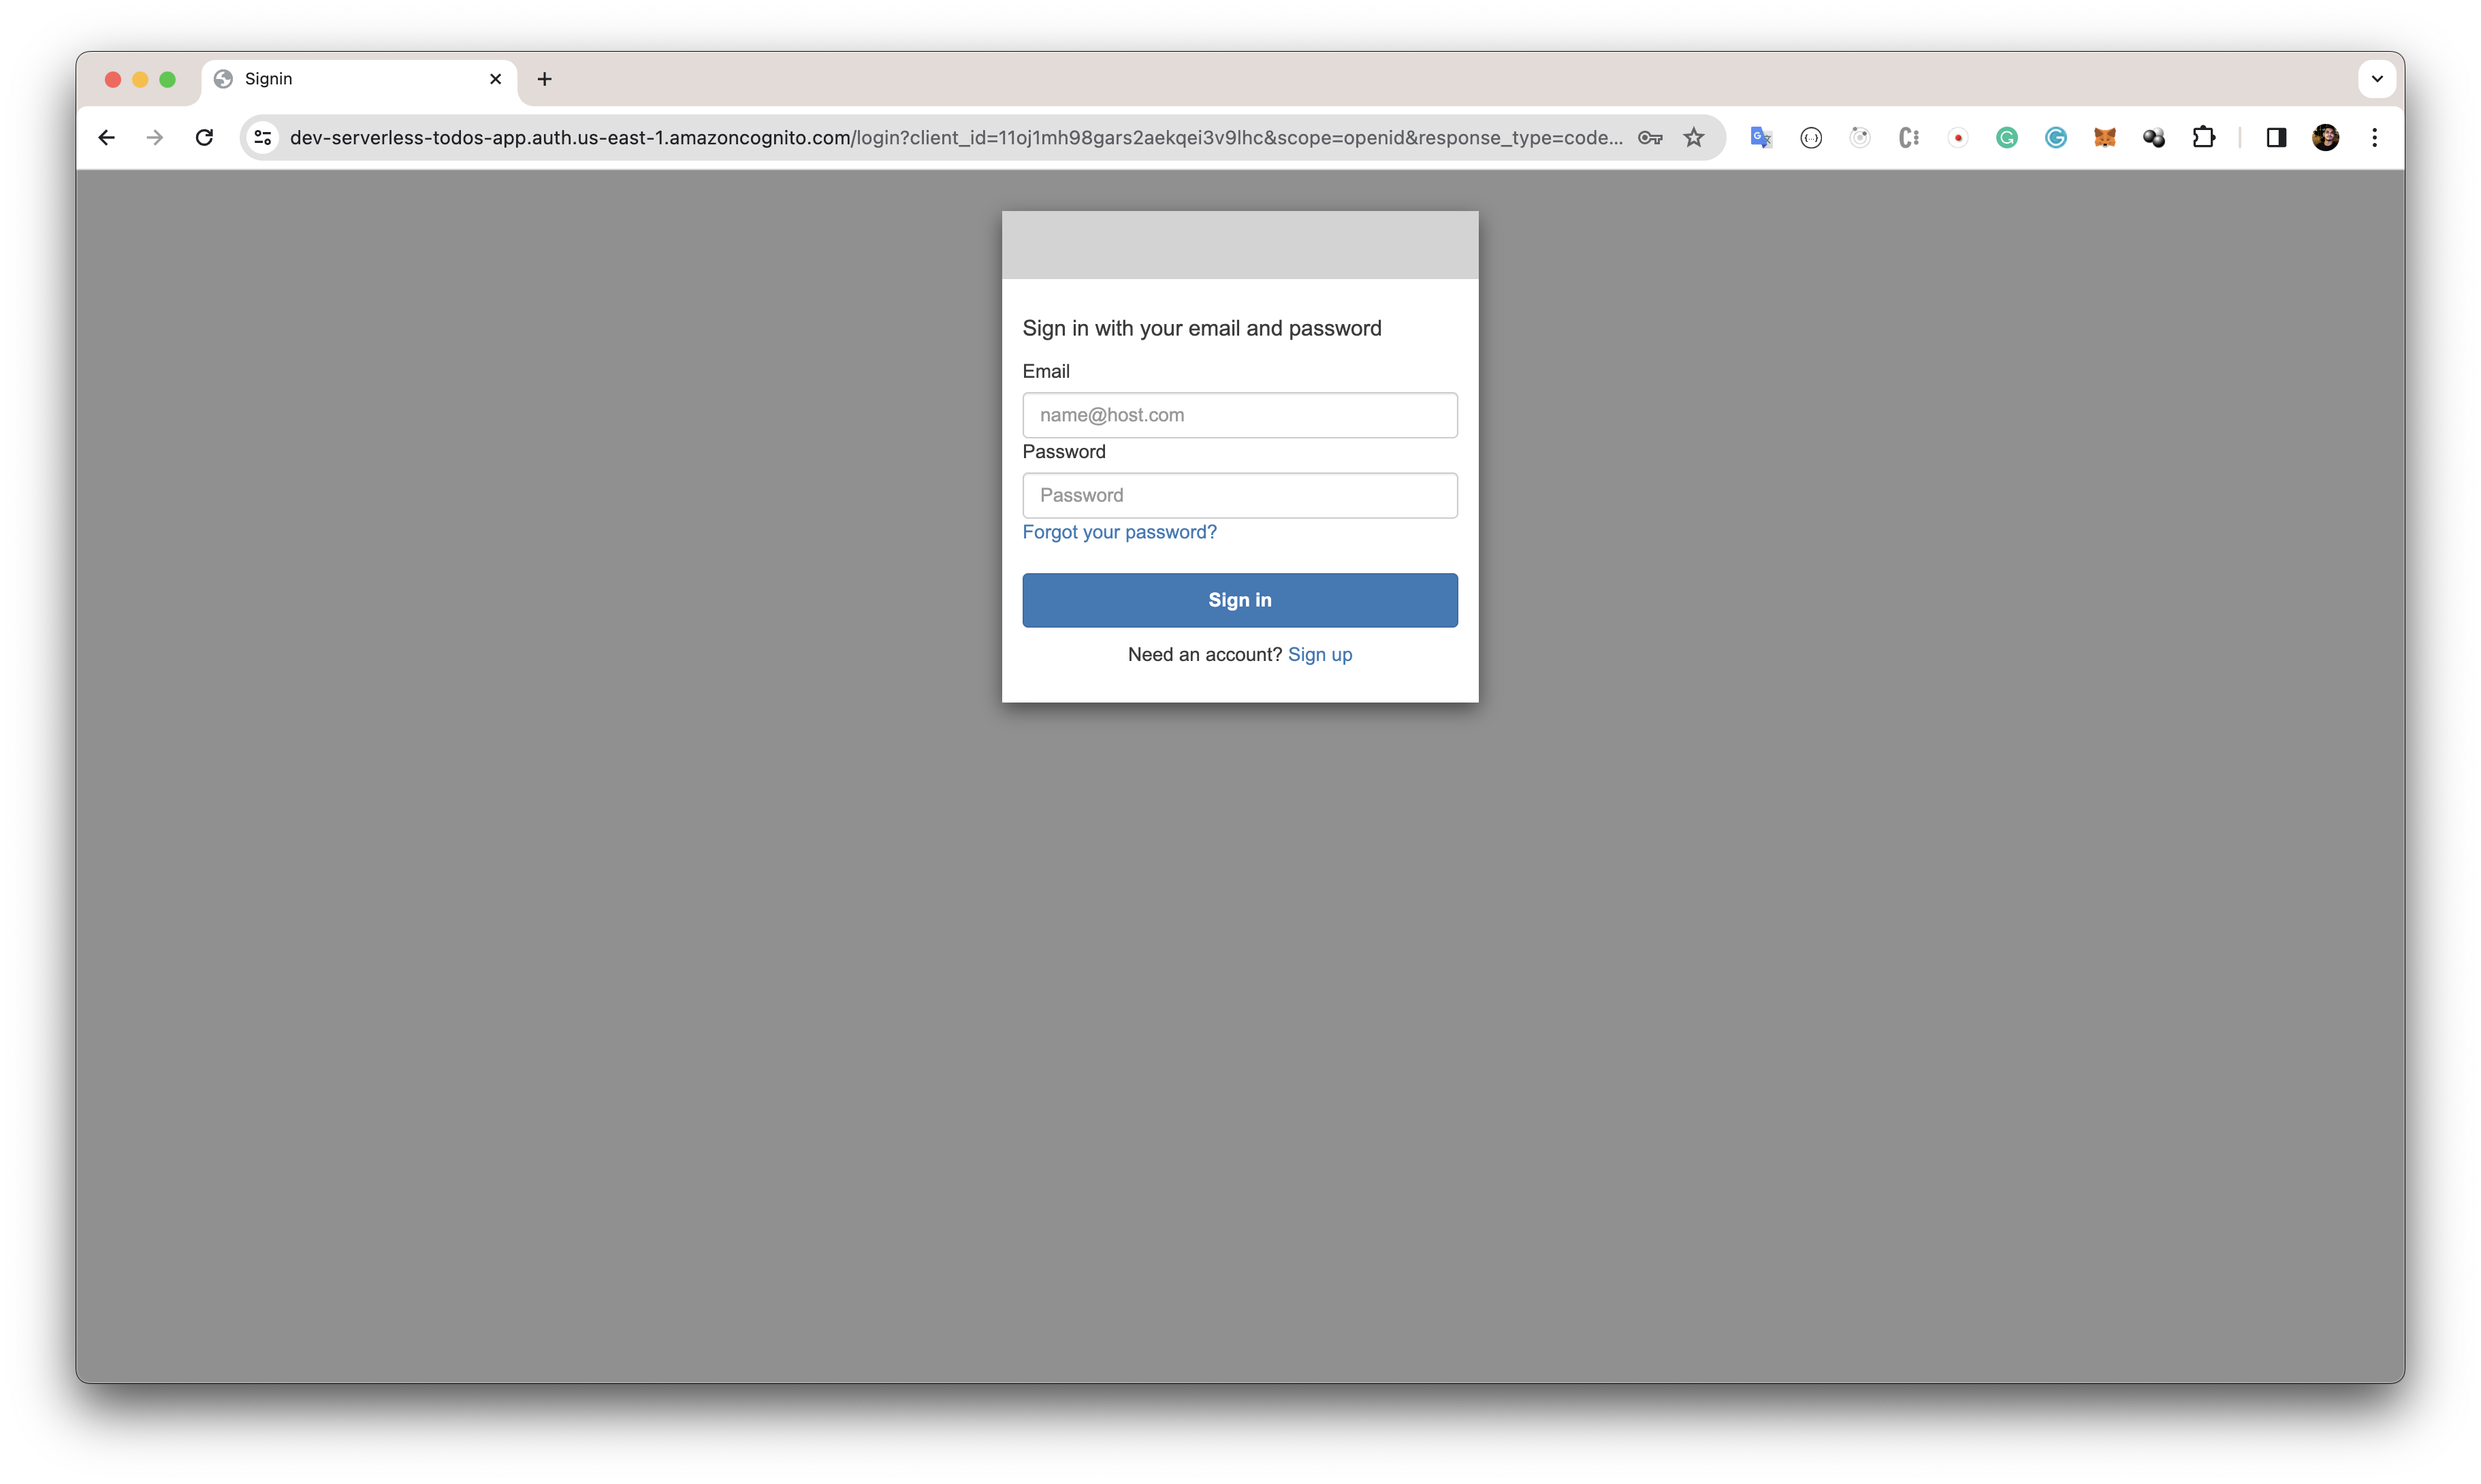 Signin
dev-serverless-todos-app.auth.us-east-1.amazoncognito.com/login?client_id=11oj1mh98gars2aekqei3v9lhc&scope=openid&response_type=code...
Sign in with your email and password
Email
name@host.com
Password
Password
Forgot your password?
Sign in
Need an account? Sign up